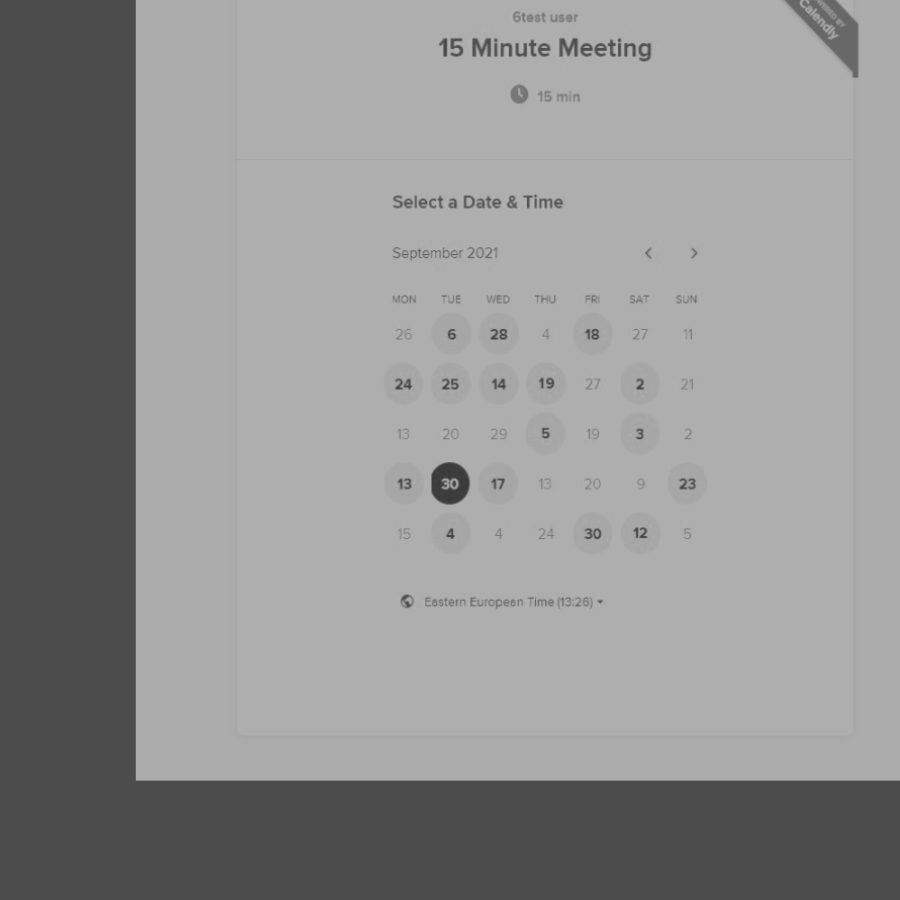 POWERED BY
Calendly
6test user
15 Minute Meeting
15 min
Select a Date & Time
September 2021
MON TUE WED THU FRI SAT SUN
26 6 28 4 18 27 11
24 25 14 19 27 2 21
13 20 29 5 19 3 2
13 30 17 13 20 9 23
15 4 4 24 30 12 5
Eastern European Time (13:26)